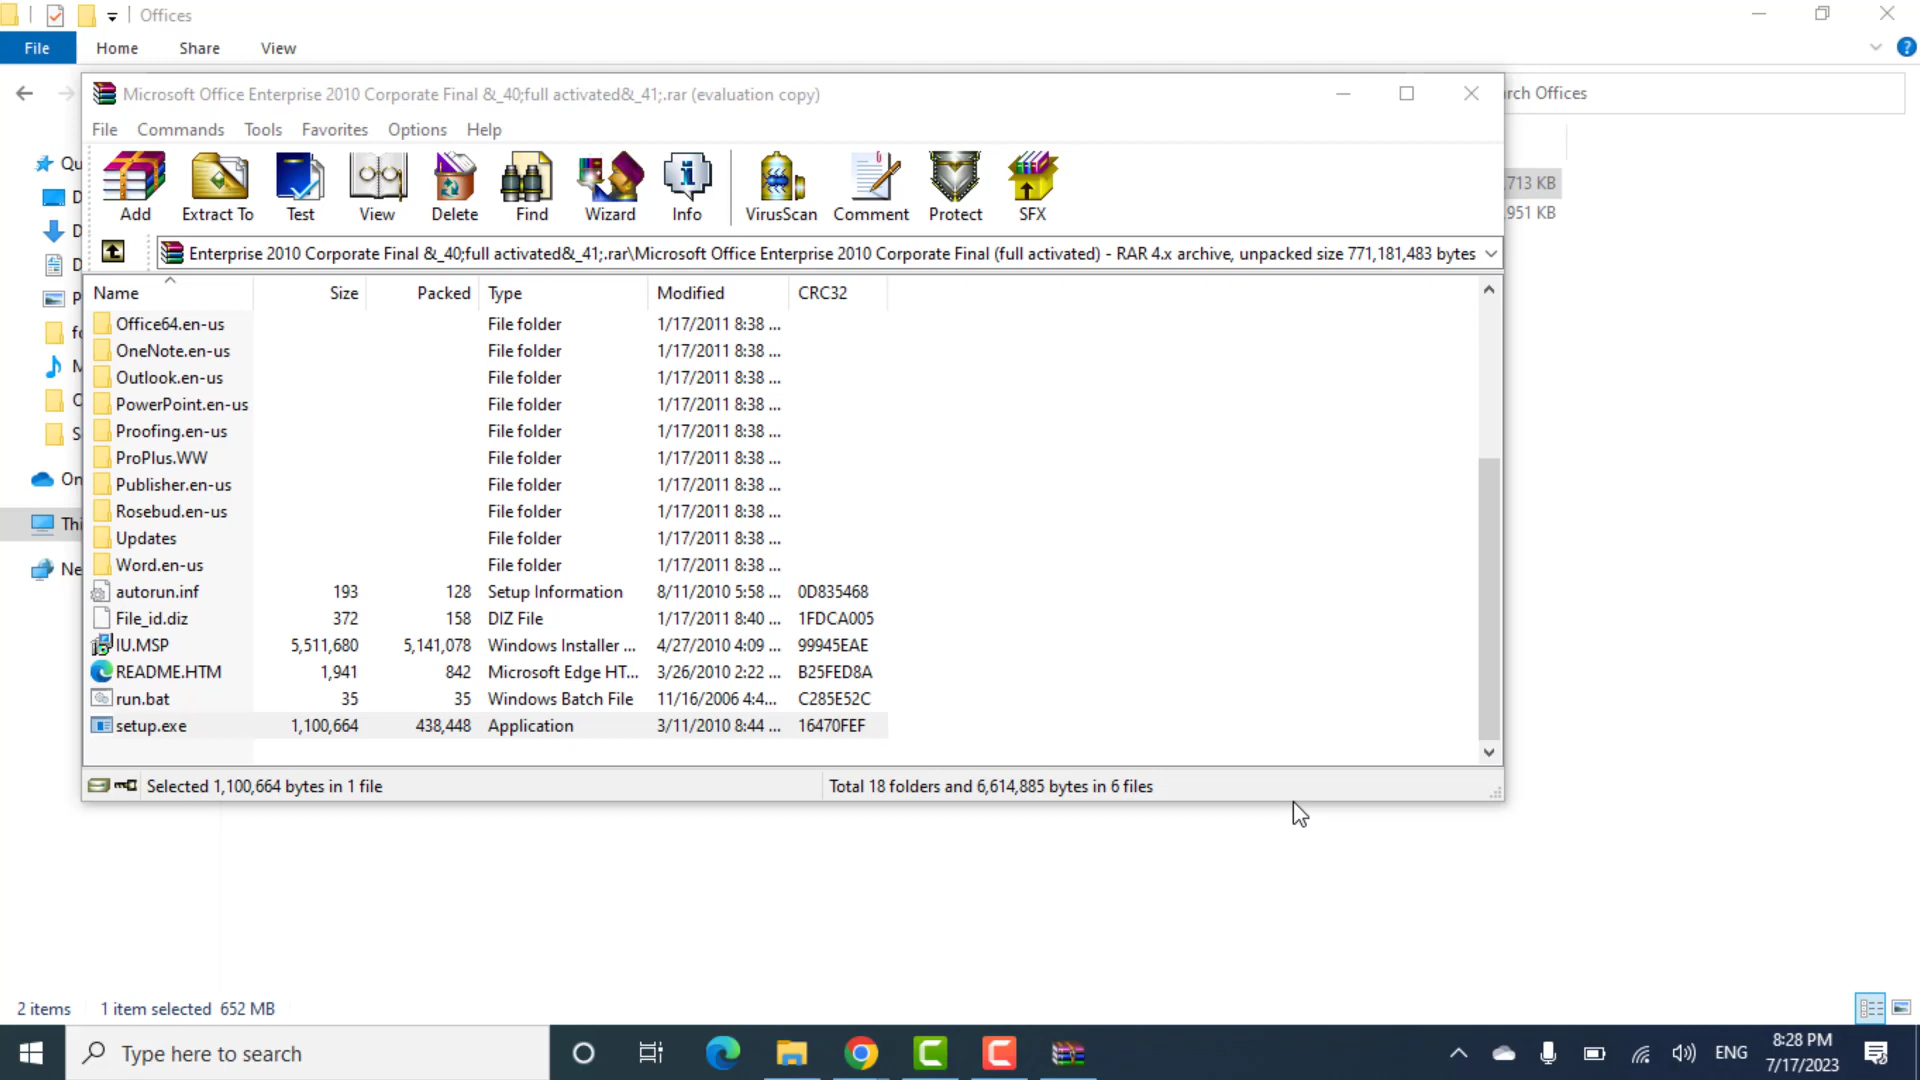 Offices
File Home Share View
Microsoft Office Enterprise 2010 Corporate Final &_40;full activated&_41;.rar (evaluation copy)
rch Offices
File Commands Tools Favorites Options Help
Qu
D
D
D
P
fo
M
C
S
On
Thi
Ne
Add Extract To Test View Delete Find Wizard Info VirusScan Comment Protect SFX
713 KB
951 KB
Enterprise 2010 Corporate Final &_40;full activated&_41;.rar\Microsoft Office Enterprise 2010 Corporate Final (full activated) - RAR 4.x archive, unpacked size 771,181,483 bytes
Name Size Packed Type Modified CRC32
Office64.en-us File folder 1/17/2011 8:38 ...
OneNote.en-us File folder 1/17/2011 8:38 ...
Outlook.en-us File folder 1/17/2011 8:38 ...
PowerPoint.en-us File folder 1/17/2011 8:38 ...
Proofing.en-us File folder 1/17/2011 8:38 ...
ProPlus.WW File folder 1/17/2011 8:38 ...
Publisher.en-us File folder 1/17/2011 8:38 ...
Rosebud.en-us File folder 1/17/2011 8:38 ...
Updates File folder 1/17/2011 8:38 ...
Word.en-us File folder 1/17/2011 8:38 ...
autorun.inf 193 128 Setup Information 8/11/2010 5:58 ... 0D835468
File_id.diz 372 158 DIZ File 1/17/2011 8:40 ... 1FDCA005
IU.MSP 5,511,680 5,141,078 Windows Installer ... 4/27/2010 4:09 ... 99945EAE
README.HTM 1,941 842 Microsoft Edge HT... 3/26/2010 2:22 ... B25FED8A
run.bat 35 35 Windows Batch File 11/16/2006 4:4... C285E52C
setup.exe 1,100,664 438,448 Application 3/11/2010 8:44 ... 16470FEF
Selected 1,100,664 bytes in 1 file Total 18 folders and 6,614,885 bytes in 6 files
2 items 1 item selected 652 MB
Type here to search ENG 8:28 PM
7/17/2023